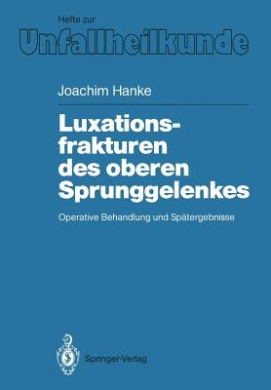 Hefte zur
Unfallheilkunde
Joachim Hanke
Luxations-
frakturen
des oberen
Sprunggelenkes
Operative Behandlung und Spätergebnisse
Springer-Verlag